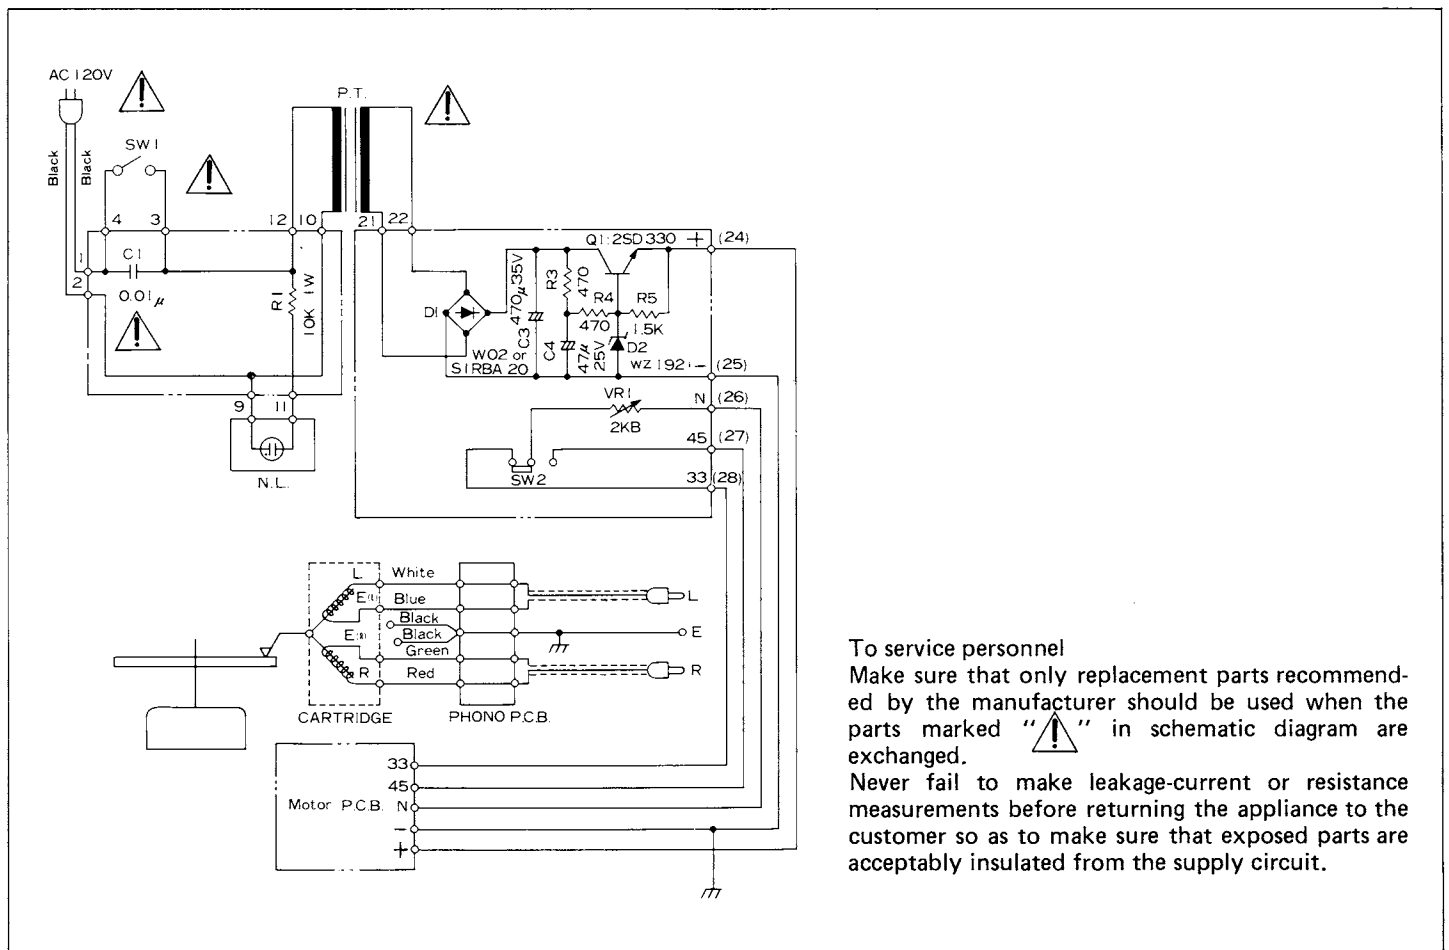 AC 120V
P.T.
SW1
Black
Black
4
3
12
10
21
22
1
2
C1
0.01μ
R1
10K 1W
9
11
N.L.
D1
WO2 or
SIRBA 20
470μ35V
C3
R3
470
R4
470
R5
1.5K
C4
47μ
25V
D2
WZ 192
Q1:2SD330
+ (24)
- (25)
N (26)
45 (27)
33 (28)
VR1
2KB
SW2
L
White
E(L)
Blue
Black
E(R)
Black
Green
R
Red
L
E
R
CARTRIDGE
PHONO P.C.B.
33
45
Motor P.C.B. N
-
+
To service personnel
Make sure that only replacement parts recommend-
ed by the manufacturer should be used when the
parts marked "⚠" in schematic diagram are
exchanged.
Never fail to make leakage-current or resistance
measurements before returning the appliance to the
customer so as to make sure that exposed parts are
acceptably insulated from the supply circuit.